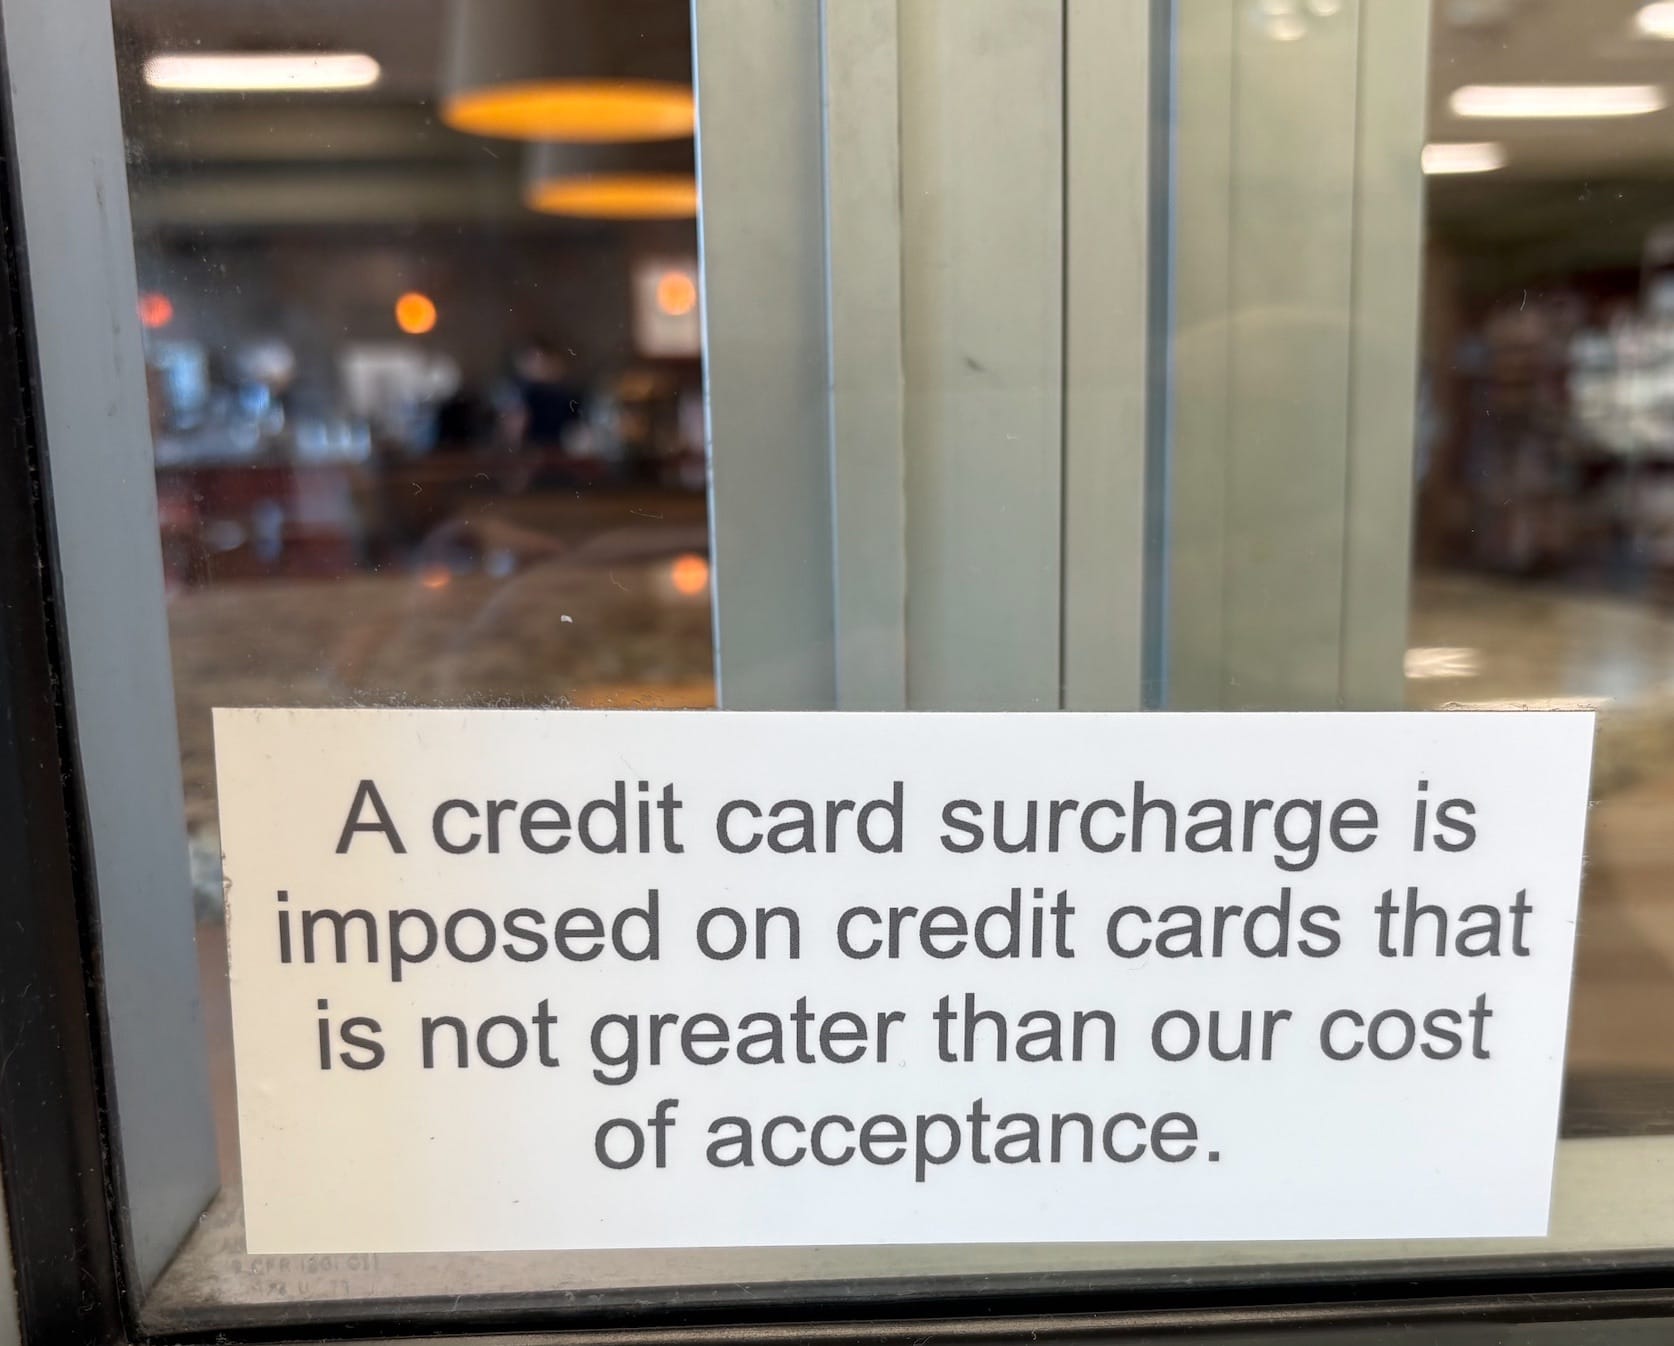 A credit card surcharge is
imposed on credit cards that
is not greater than our cost
of acceptance.